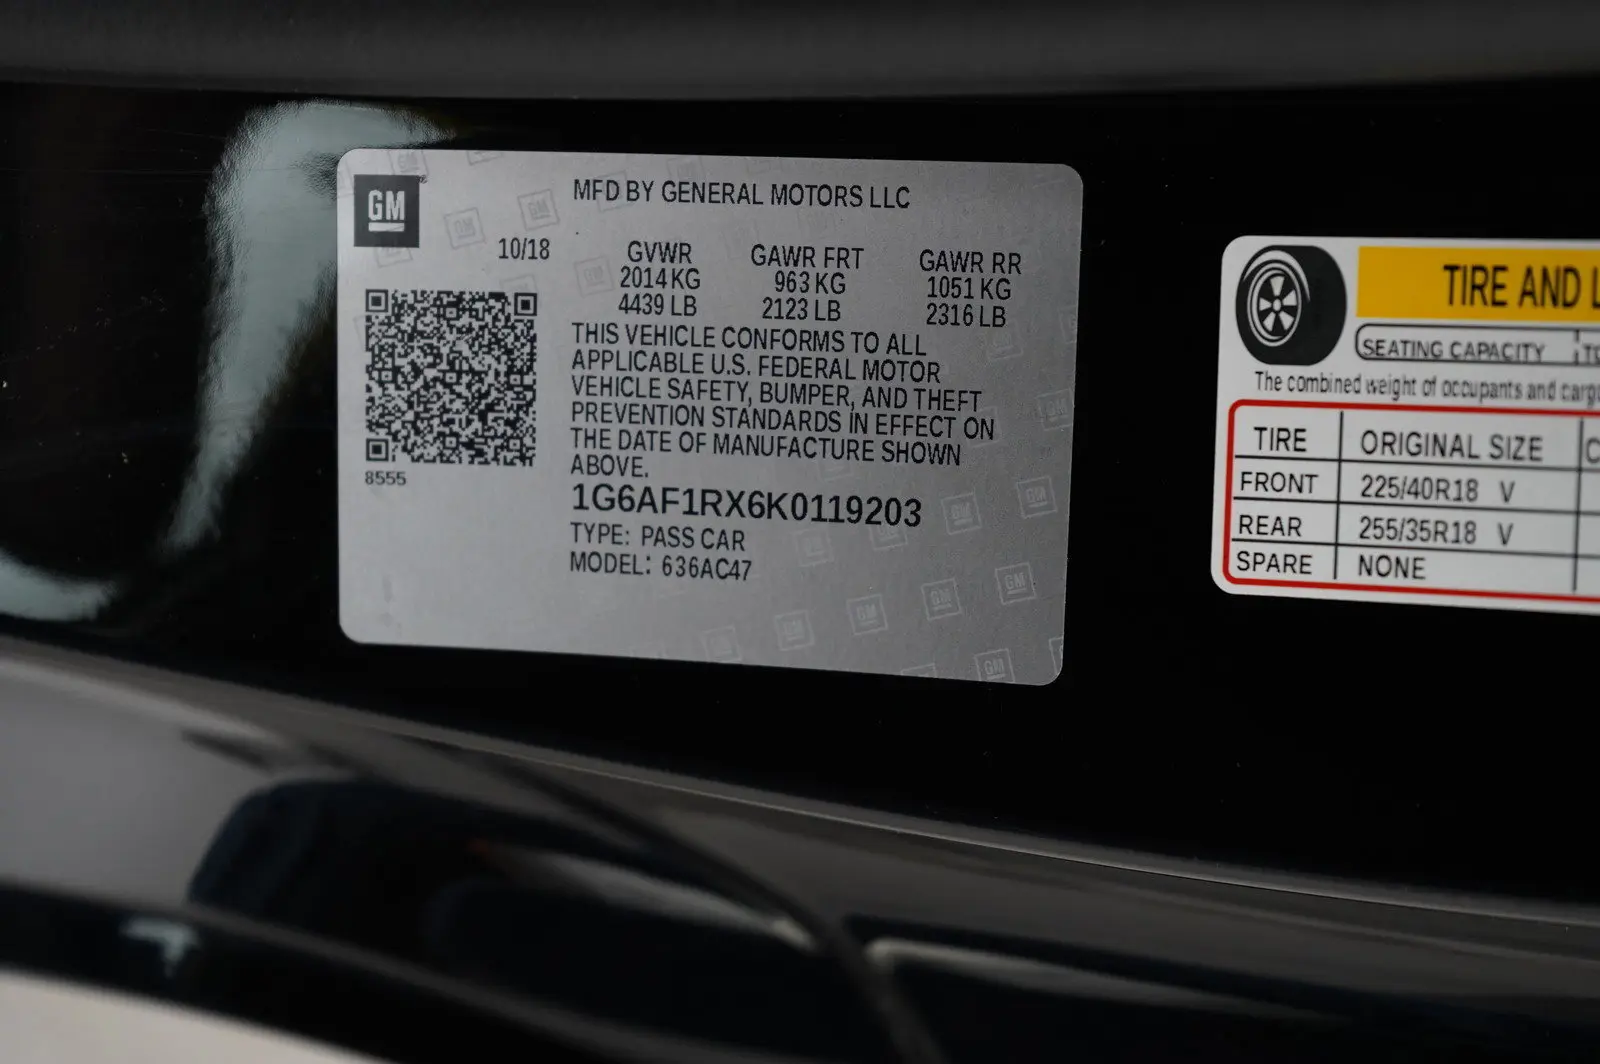 GM
MFD BY GENERAL MOTORS LLC
10/18
GVWR GAWR FRT GAWR RR
2014 KG 963 KG 1051 KG
4439 LB 2123 LB 2316 LB
THIS VEHICLE CONFORMS TO ALL
APPLICABLE U.S. FEDERAL MOTOR
VEHICLE SAFETY, BUMPER, AND THEFT
PREVENTION STANDARDS IN EFFECT ON
THE DATE OF MANUFACTURE SHOWN
ABOVE.
8555
1G6AF1RX6K0119203
TYPE: PASS CAR
MODEL: 636AC47
TIRE AND L
SEATING CAPACITY TO
The combined weight of occupants and carg
TIRE ORIGINAL SIZE C
FRONT 225/40R18 V
REAR 255/35R18 V
SPARE NONE